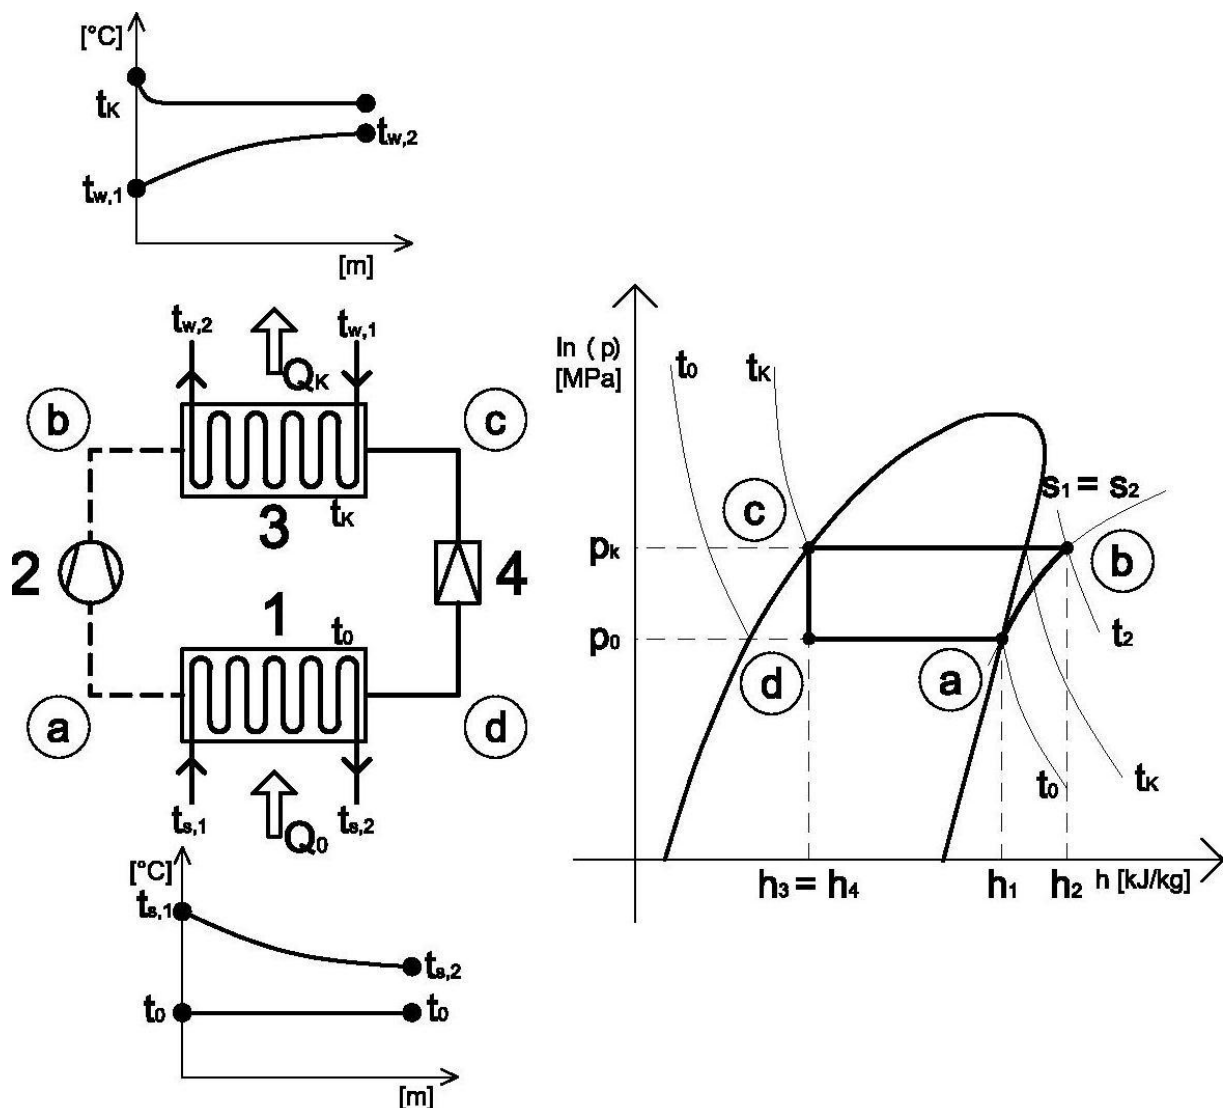 [°C]
tK
tw,2
tw,1
[m]
tw,2
tw,1
QK
b
c
tK
3
2
4
1
t0
a
d
ts,1
Q0
ts,2
[°C]
ts,1
ts,2
t0
t0
[m]
ln ( p)
[MPa]
t0
tK
s1 = s2
c
pk
b
p0
t2
d
a
t0
tK
h3 = h4
h1
h2
h [kJ/kg]